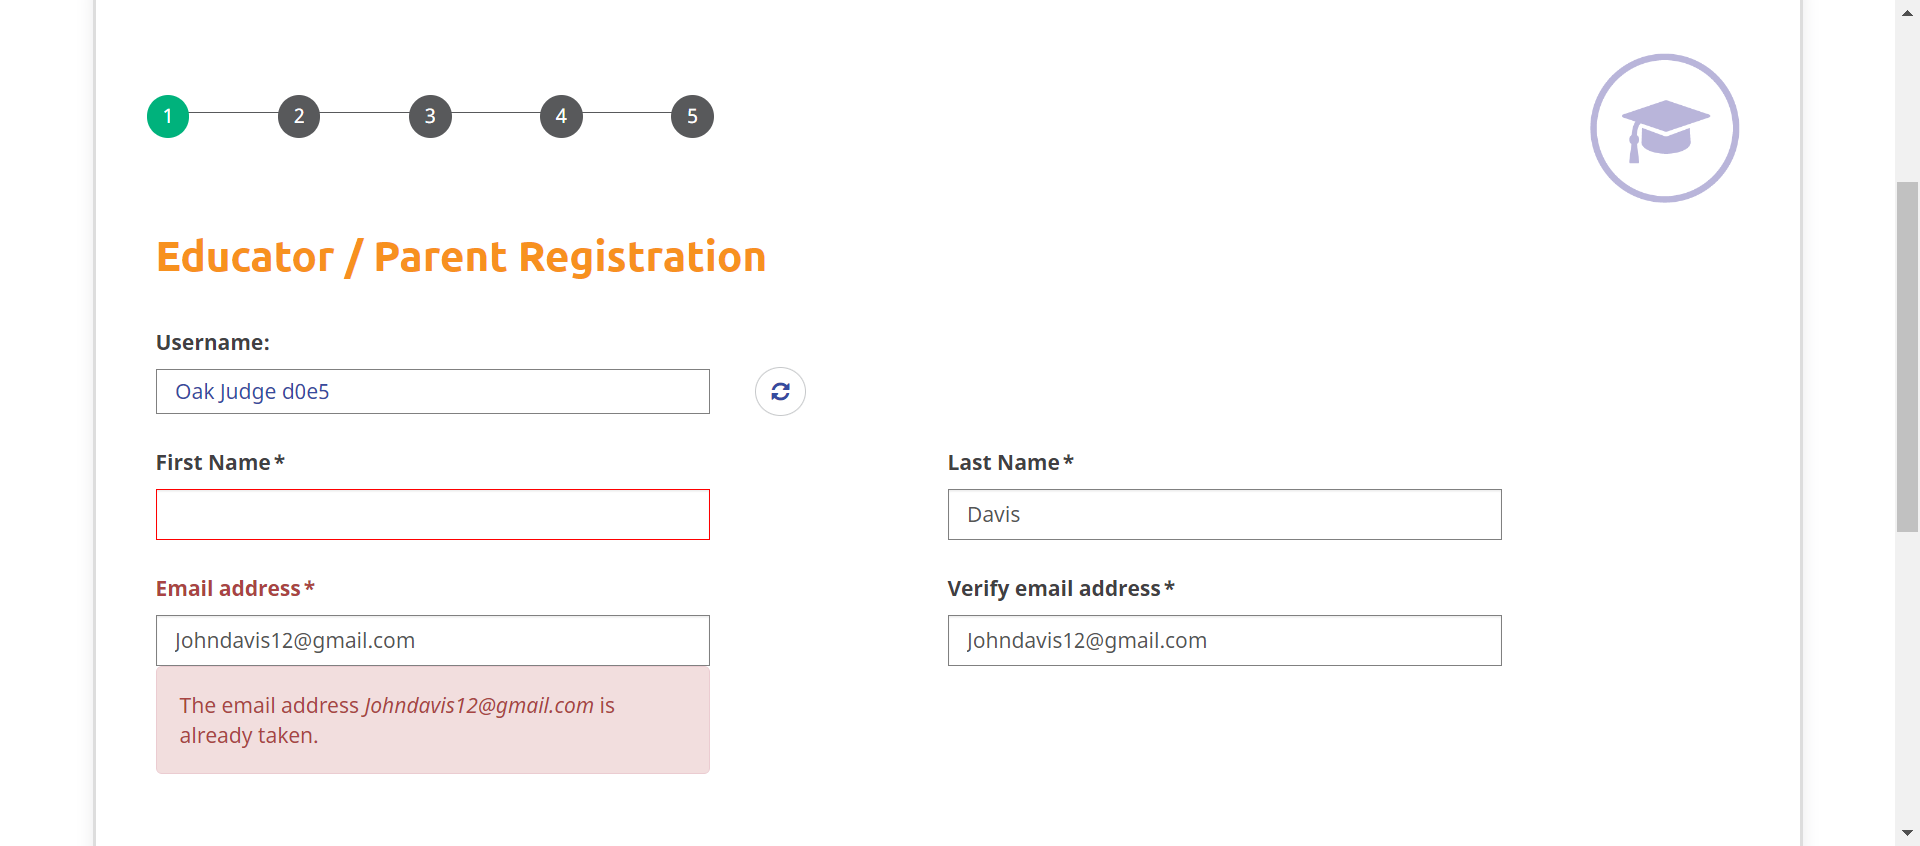 1 2 3 4 5
Educator / Parent Registration
Username:
Oak Judge d0e5
First Name* Last Name*
Davis
Email address* Verify email address*
Johndavis12@gmail.com Johndavis12@gmail.com
The email address Johndavis12@gmail.com is
already taken.